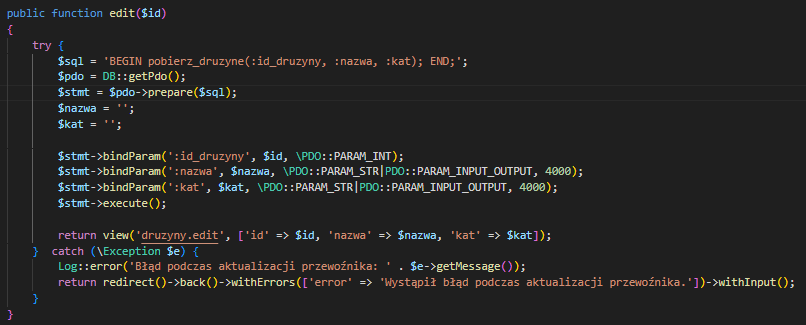 public function edit($id)
{
    try {
        $sql = 'BEGIN pobierz_druzyne(:id_druzyny, :nazwa, :kat); END;';
        $pdo = DB::getPdo();
        $stmt = $pdo->prepare($sql);
        $nazwa = '';
        $kat = '';

        $stmt->bindParam(':id_druzyny', $id, \PDO::PARAM_INT);
        $stmt->bindParam(':nazwa', $nazwa, \PDO::PARAM_STR|PDO::PARAM_INPUT_OUTPUT, 4000);
        $stmt->bindParam(':kat', $kat, \PDO::PARAM_STR|PDO::PARAM_INPUT_OUTPUT, 4000);
        $stmt->execute();

        return view('druzyny.edit', ['id' => $id, 'nazwa' => $nazwa, 'kat' => $kat]);
    }  catch (\Exception $e) {
        Log::error('Błąd podczas aktualizacji przewoźnika: ' . $e->getMessage());
        return redirect()->back()->withErrors(['error' => 'Wystąpił błąd podczas aktualizacji przewoźnika.'])->withInput();
    }
}